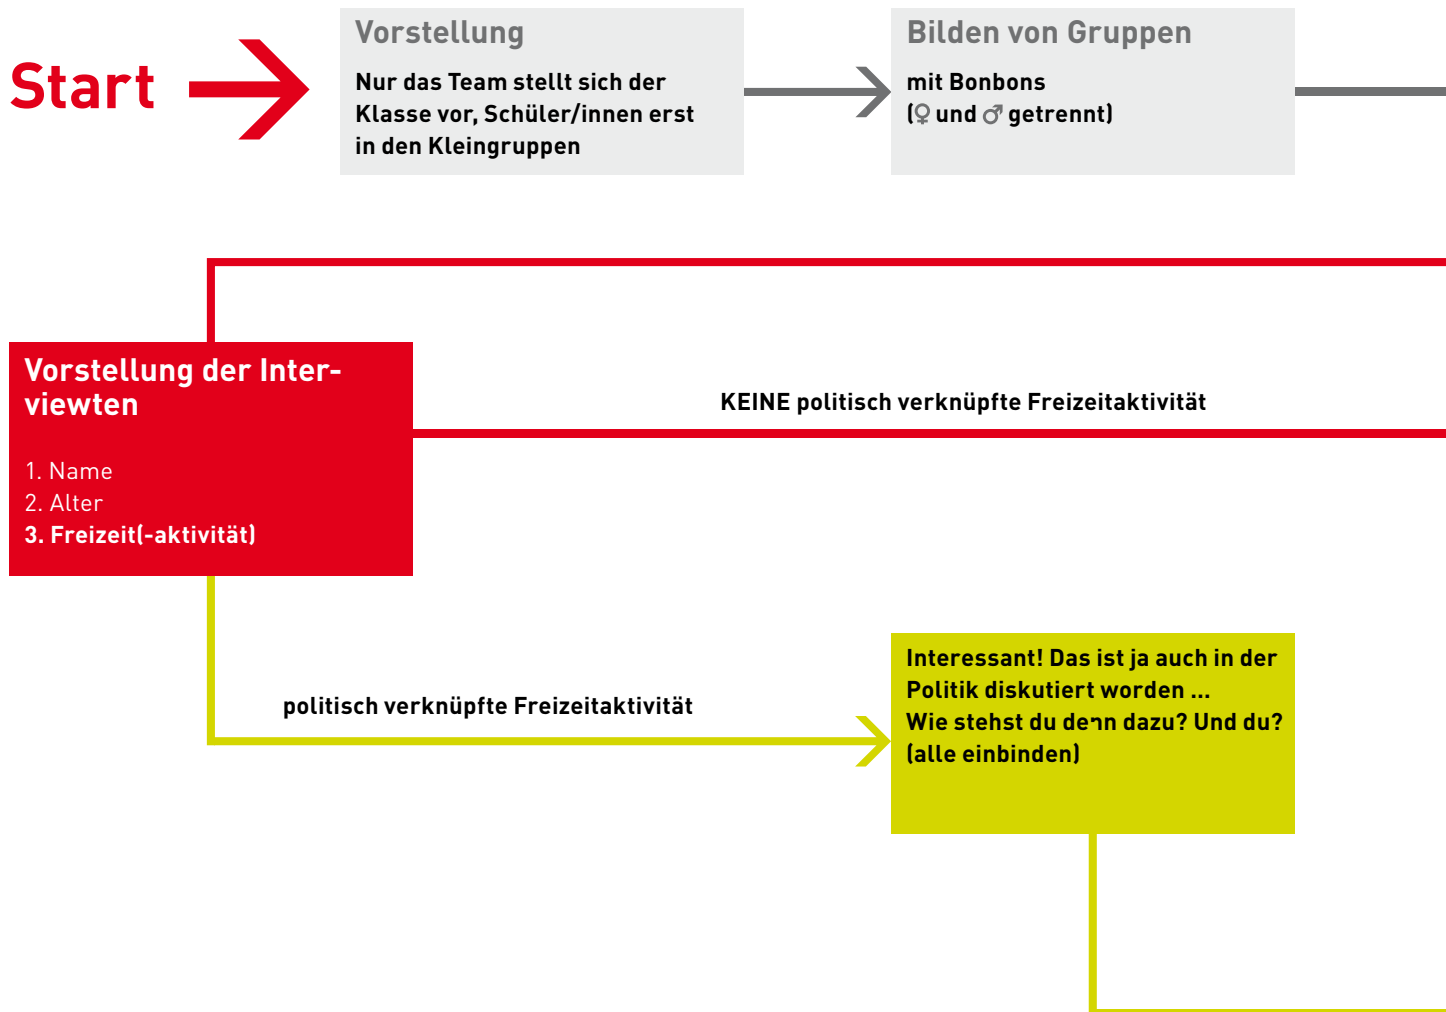 Start
Vorstellung
Nur das Team stellt sich der
Klasse vor, Schüler/innen erst
in den Kleingruppen
Bilden von Gruppen
mit Bonbons
(♀ und ♂ getrennt)
Vorstellung der Inter-
viewten
1. Name
2. Alter
3. Freizeit(-aktivität)
KEINE politisch verknüpfte Freizeitaktivität
politisch verknüpfte Freizeitaktivität
Interessant! Das ist ja auch in der
Politik diskutiert worden ...
Wie stehst du denn dazu? Und du?
(alle einbinden)